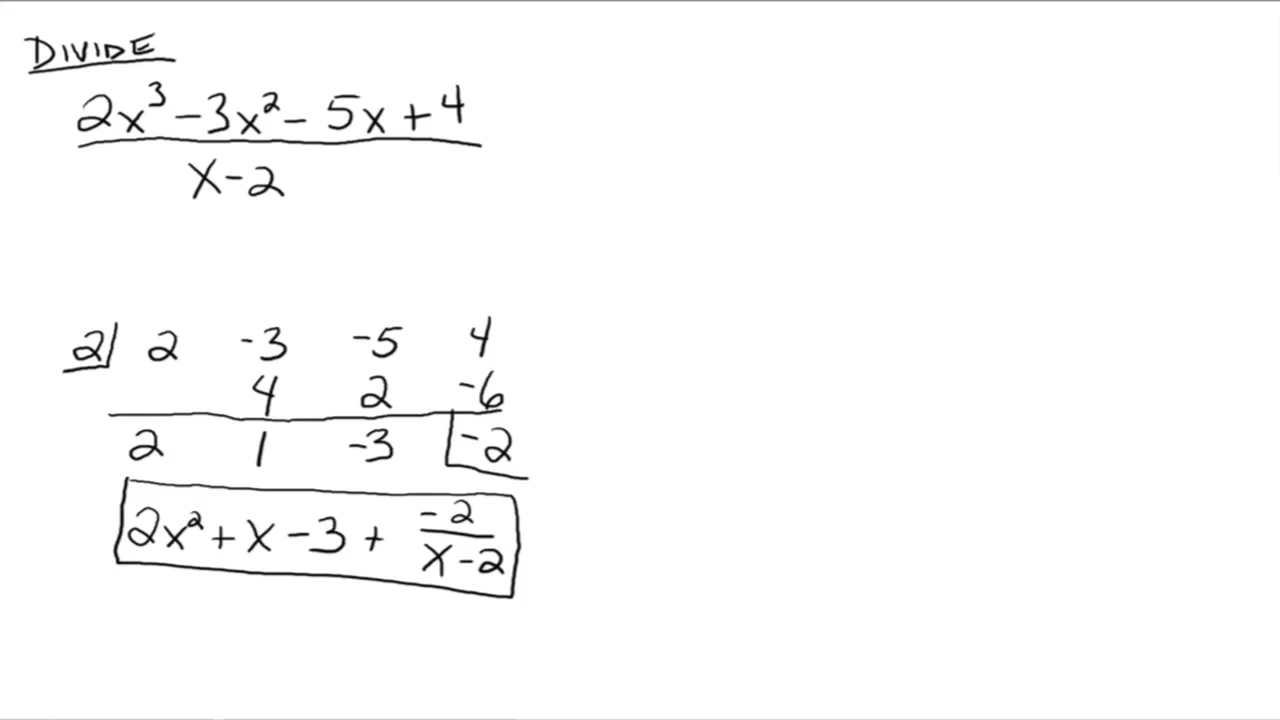 DIVIDE
2x³ - 3x² - 5x + 4
x - 2
2 2 -3 -5 4
4 2 -6
2 1 -3 -2
2x² + x - 3 + -2
x - 2